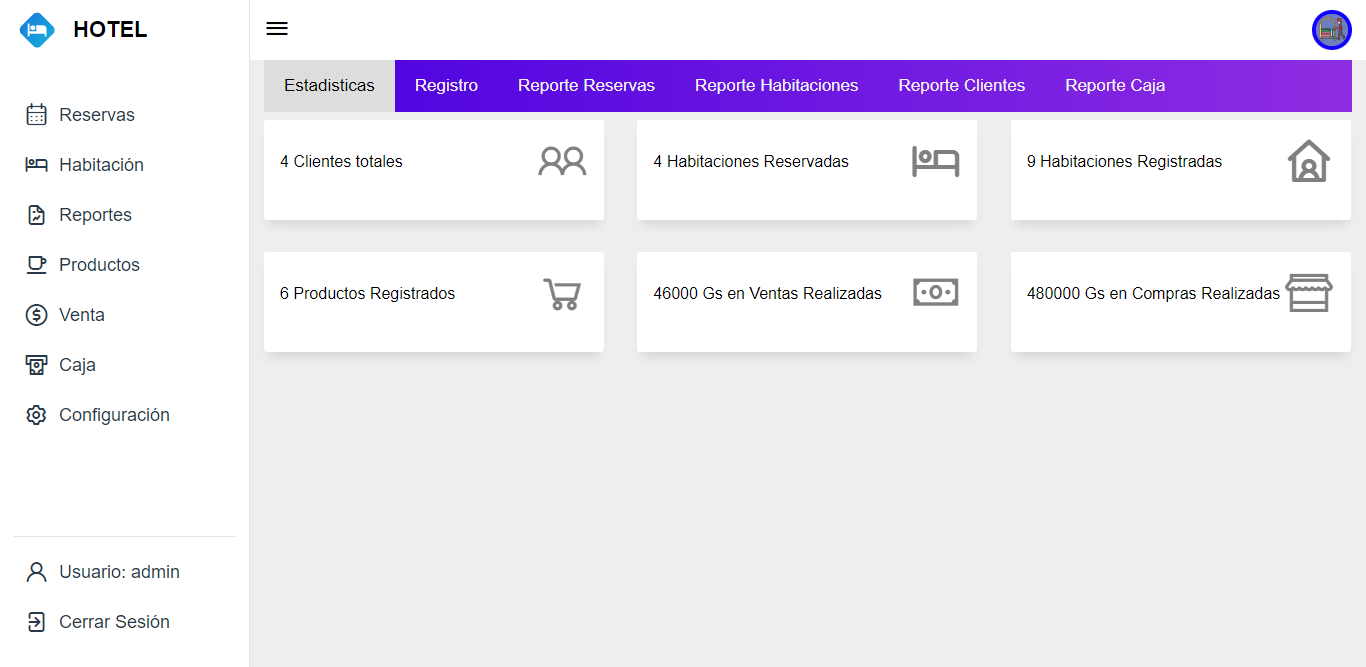 HOTEL
Reservas
Habitación
Reportes
Productos
Venta
Caja
Configuración
Usuario: admin
Cerrar Sesión
Estadisticas Registro Reporte Reservas Reporte Habitaciones Reporte Clientes Reporte Caja
4 Clientes totales
4 Habitaciones Reservadas
9 Habitaciones Registradas
6 Productos Registrados
46000 Gs en Ventas Realizadas
480000 Gs en Compras Realizadas